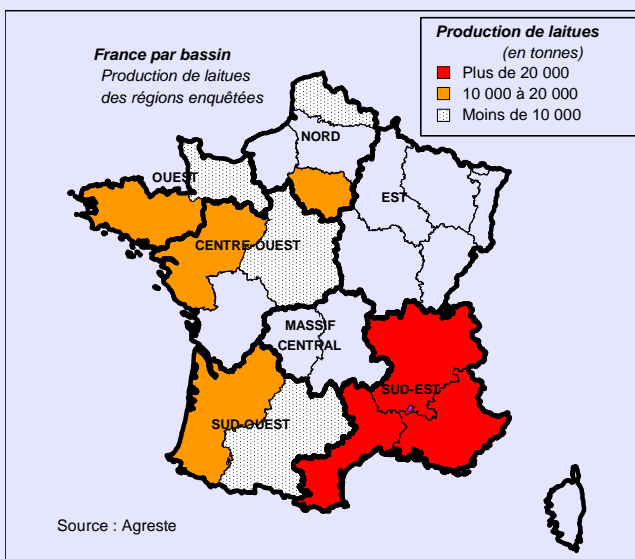 France par bassin
Production de laitues
des régions enquêtées
Production de laitues
(en tonnes)
Plus de 20 000
10 000 à 20 000
Moins de 10 000
NORD
OUEST
EST
CENTRE-OUEST
MASSIF
CENTRAL
SUD-EST
SUD-OUEST
Source : Agreste